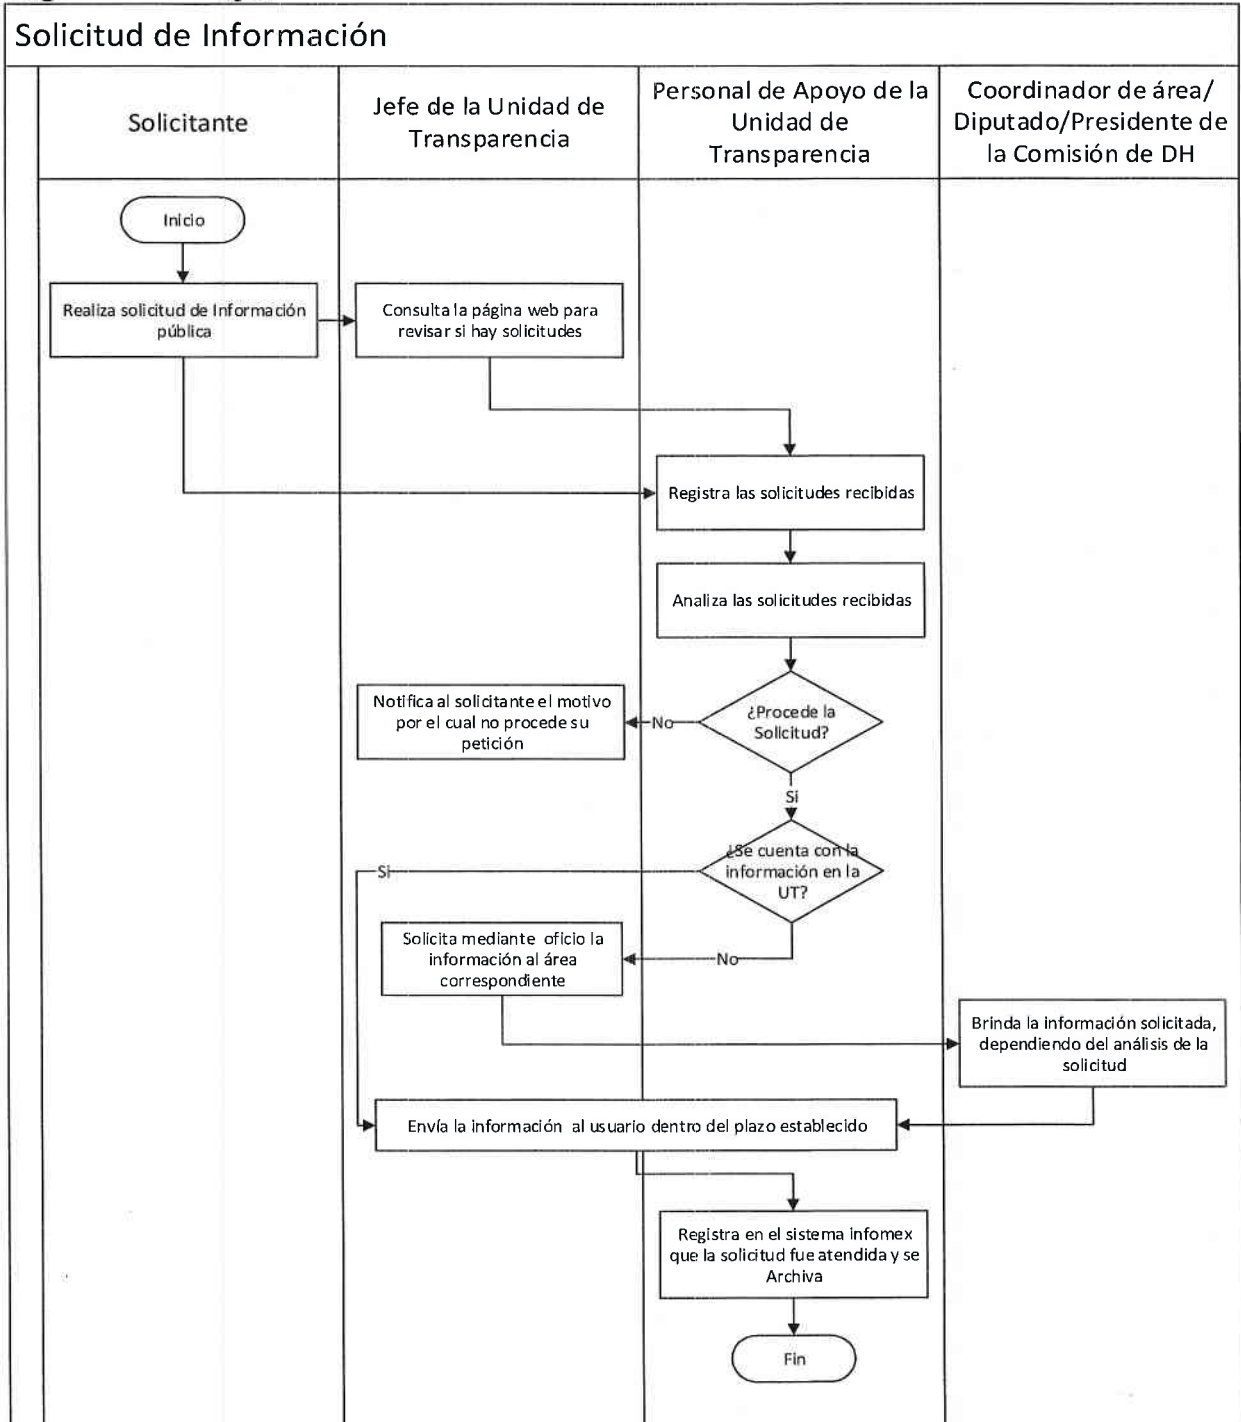 Solicitud de Información
Solicitante
Jefe de la Unidad de
Transparencia
Personal de Apoyo de la
Unidad de
Transparencia
Coordinador de área/
Diputado/Presidente de
la Comisión de DH
Inicio
Realiza solicitud de Información
pública
Consulta la página web para
revisar si hay solicitudes
Registra las solicitudes recibidas
Analiza las solicitudes recibidas
¿Procede la
Solicitud?
No
Notifica al solicitante el motivo
por el cual no procede su
petición
Si
¿Se cuenta con la
información en la
UT?
Si
No
Solicita mediante oficio la
información al área
correspondiente
Brinda la información solicitada,
dependiendo del análisis de la
solicitud
Envía la información al usuario dentro del plazo establecido
Registra en el sistema infomex
que la solicitud fue atendida y se
Archiva
Fin